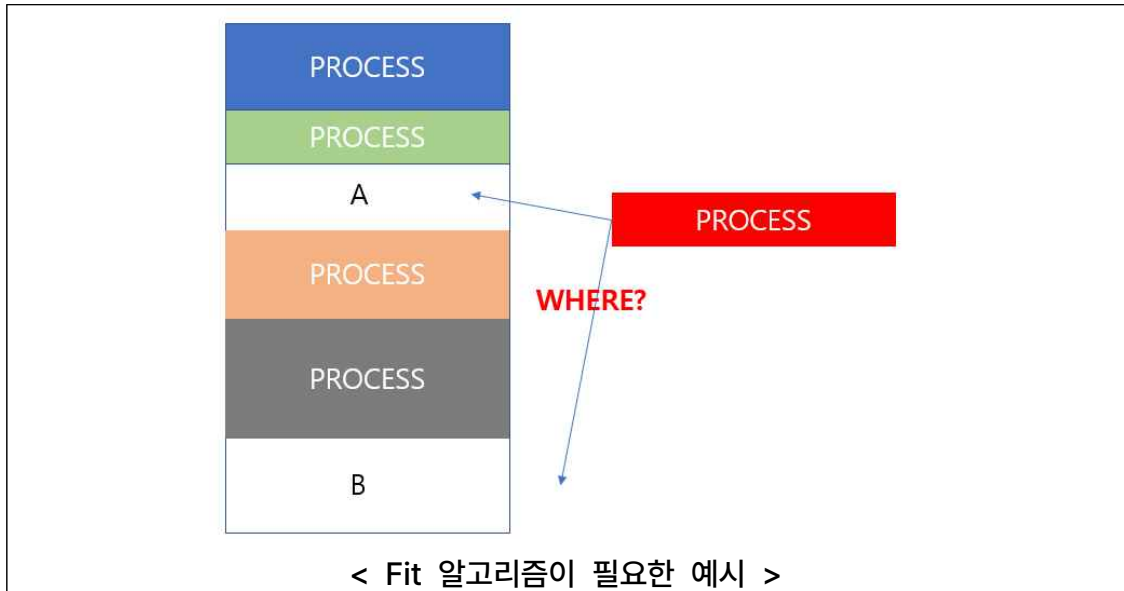 PROCESS
PROCESS
A
PROCESS
PROCESS
WHERE?
PROCESS
B
< Fit 알고리즘이 필요한 예시 >